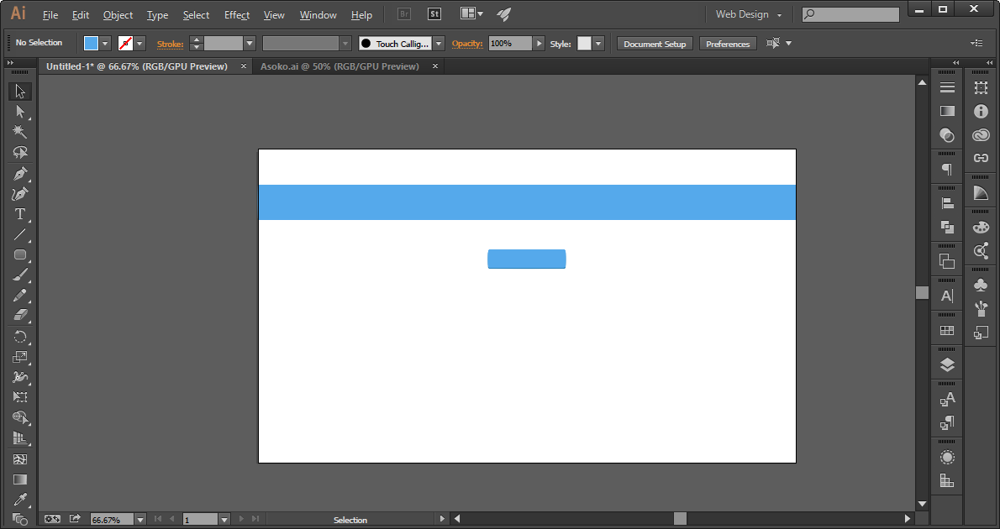 Ai File Edit Object Type Select Effect View Window Help Br St Web Design
No Selection Stroke: Touch Callig... Opacity: 100% Style: Document Setup Preferences
Untitled-1* @ 66.67% (RGB/GPU Preview) × Asoko.ai @ 50% (RGB/GPU Preview) ×
66.67% 1 Selection